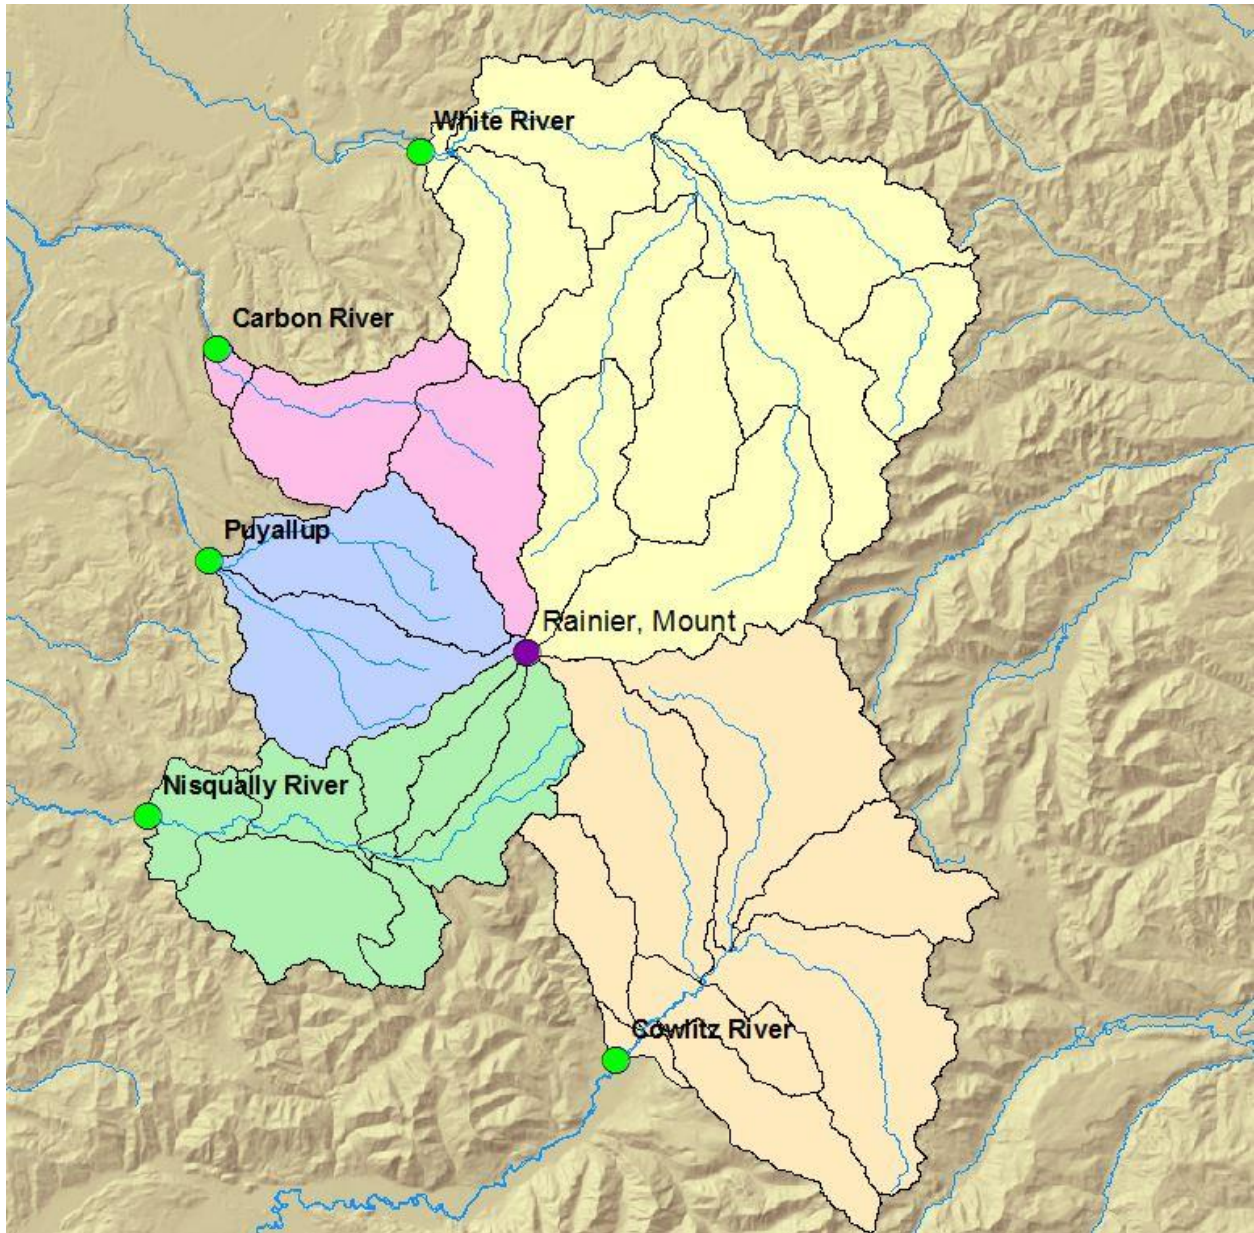 White River
Carbon River
Puyallup
Rainier, Mount
Nisqually River
Cowlitz River